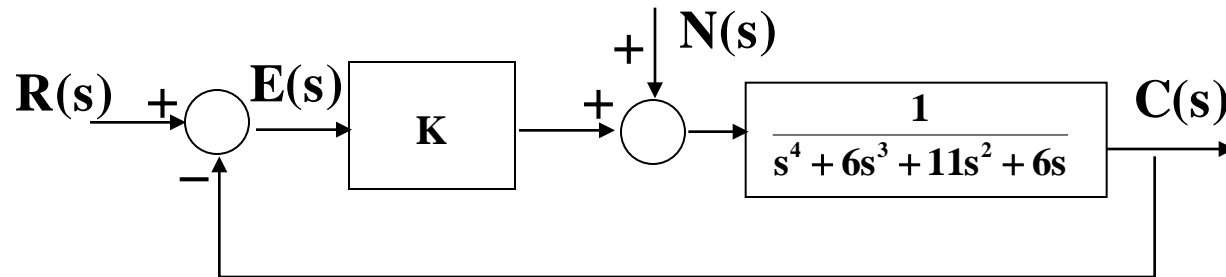 R(s)
+
−
E(s)
K
+
+
N(s)
1
s⁴ + 6s³ + 11s² + 6s
C(s)